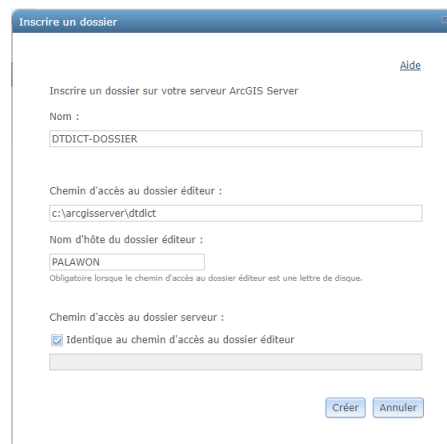 Inscrire un dossier
Aide
Inscrire un dossier sur votre serveur ArcGIS Server
Nom :
DTDICT-DOSSIER
Chemin d'accès au dossier éditeur :
c:\arcgisserver\dtdict
Nom d'hôte du dossier éditeur :
PALAWON
Obligatoire lorsque le chemin d'accès au dossier éditeur est une lettre de disque.
Chemin d'accès au dossier serveur :
Identique au chemin d'accès au dossier éditeur
Créer Annuler